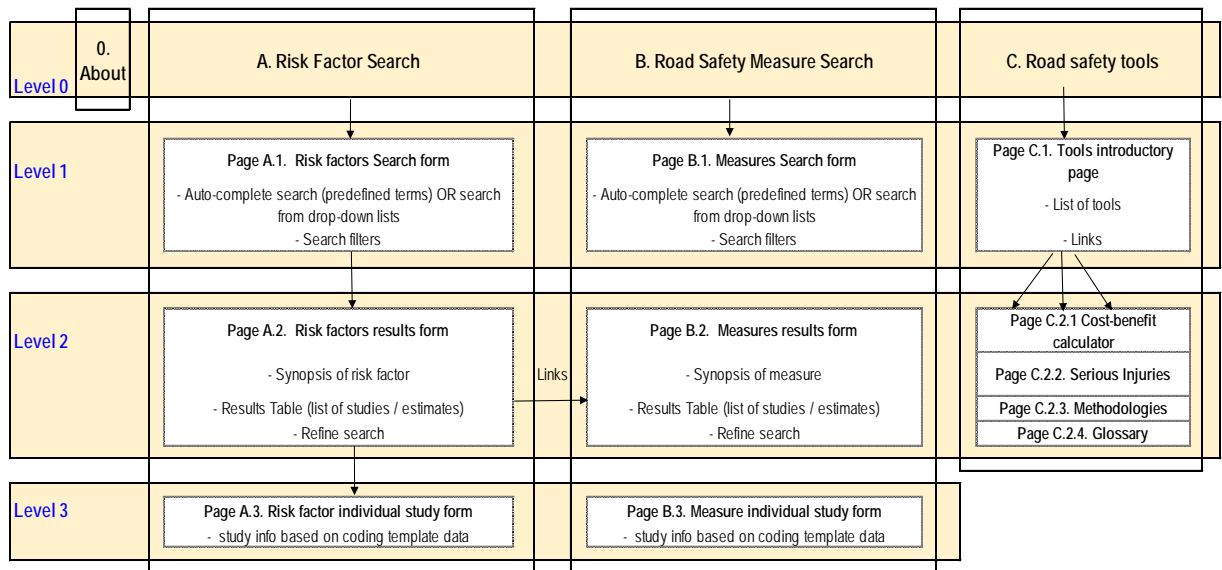 Level 0
0.
About
A. Risk Factor Search
B. Road Safety Measure Search
C. Road safety tools
Level 1
Page A.1. Risk factors Search form
- Auto-complete search (predefined terms) OR search
from drop-down lists
- Search filters
Page B.1. Measures Search form
- Auto-complete search (predefined terms) OR search
from drop-down lists
- Search filters
Page C.1. Tools introductory
page
- List of tools
- Links
Level 2
Page A.2. Risk factors results form
- Synopsis of risk factor
- Results Table (list of studies / estimates)
- Refine search
Links
Page B.2. Measures results form
- Synopsis of measure
- Results Table (list of studies / estimates)
- Refine search
Page C.2.1 Cost-benefit
calculator
Page C.2.2. Serious Injuries
Page C.2.3. Methodologies
Page C.2.4. Glossary
Level 3
Page A.3. Risk factor individual study form
- study info based on coding template data
Page B.3. Measure individual study form
- study info based on coding template data